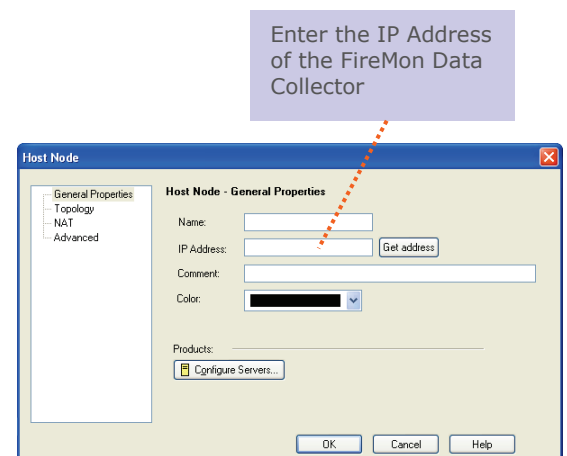 Enter the IP Address
of the FireMon Data
Collector
Host Node
General Properties
Topology
NAT
Advanced
Host Node - General Properties
Name:
IP Address:
Get address
Comment:
Color:
Products:
Configure Servers...
OK
Cancel
Help